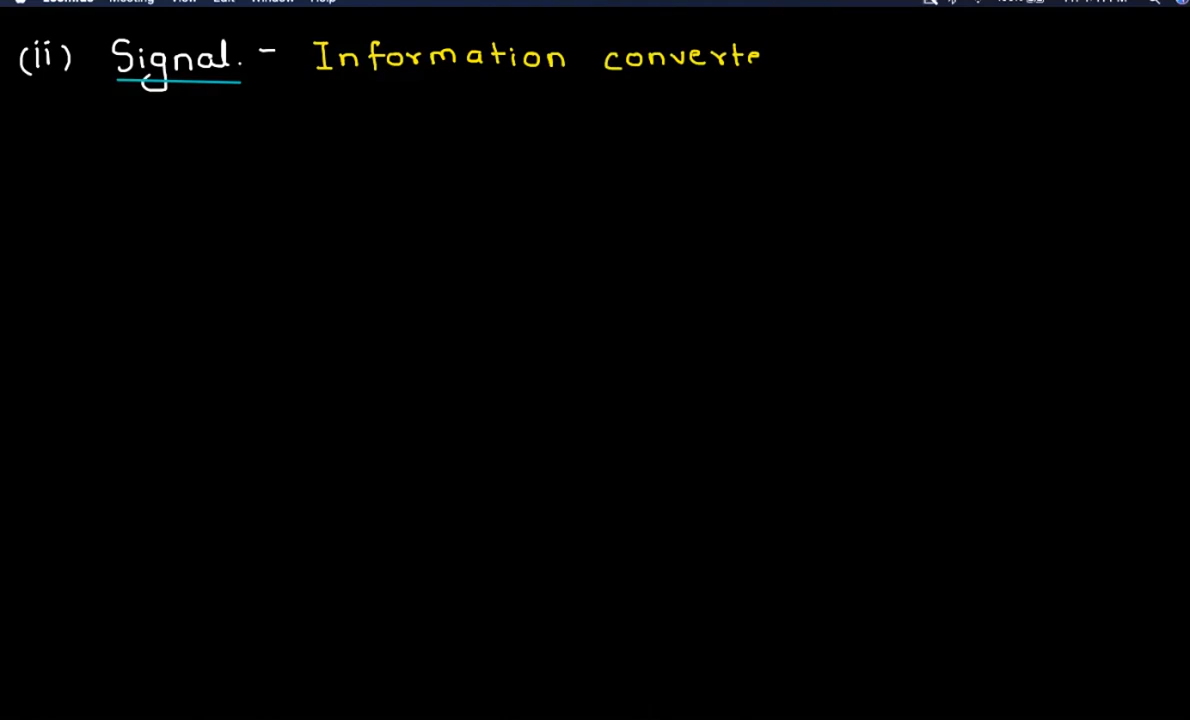 (ii) Signal. - Information converte